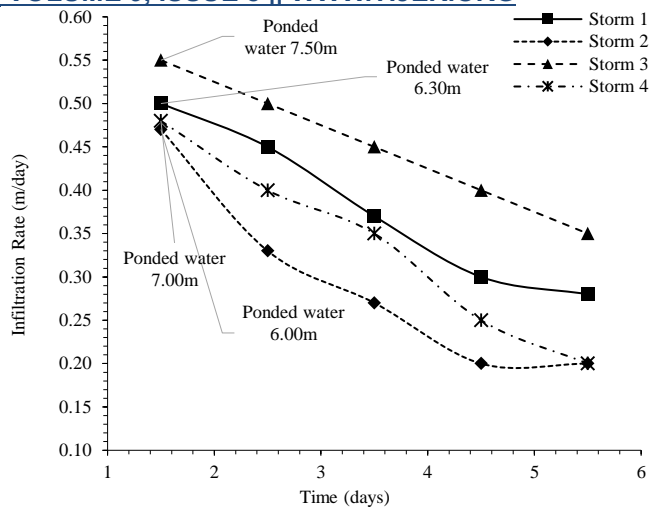 Ponded
water 7.50m
Storm 1
Storm 2
Storm 3
Storm 4
Ponded water
6.30m
Ponded water
7.00m
Ponded water
6.00m
Infiltration Rate (m/day)
0.60
0.55
0.50
0.45
0.40
0.35
0.30
0.25
0.20
0.15
0.10
1
2
3
4
5
6
Time (days)